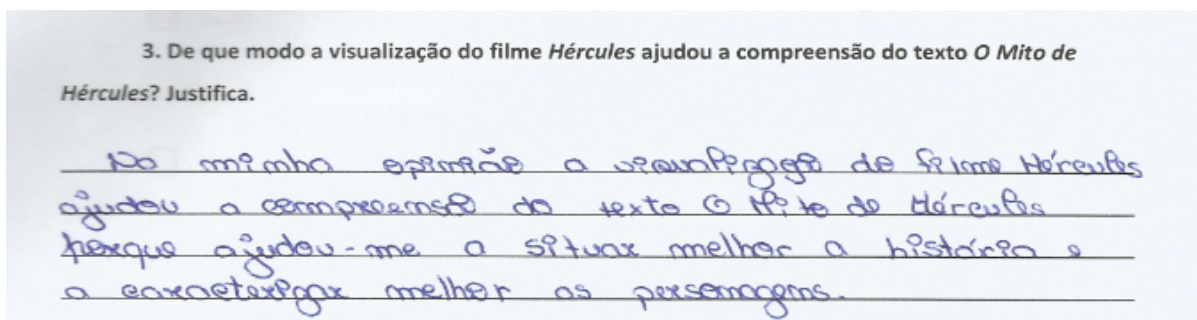 3. De que modo a visualização do filme Hércules ajudou a compreensão do texto O Mito de
Hércules? Justifica.
Na minha opinião a visualização do filme Hércules
ajudou a compreensão do texto O Mito de Hércules
porque ajudou-me a situar melhor a história e
a caracterizar melhor as personagens.